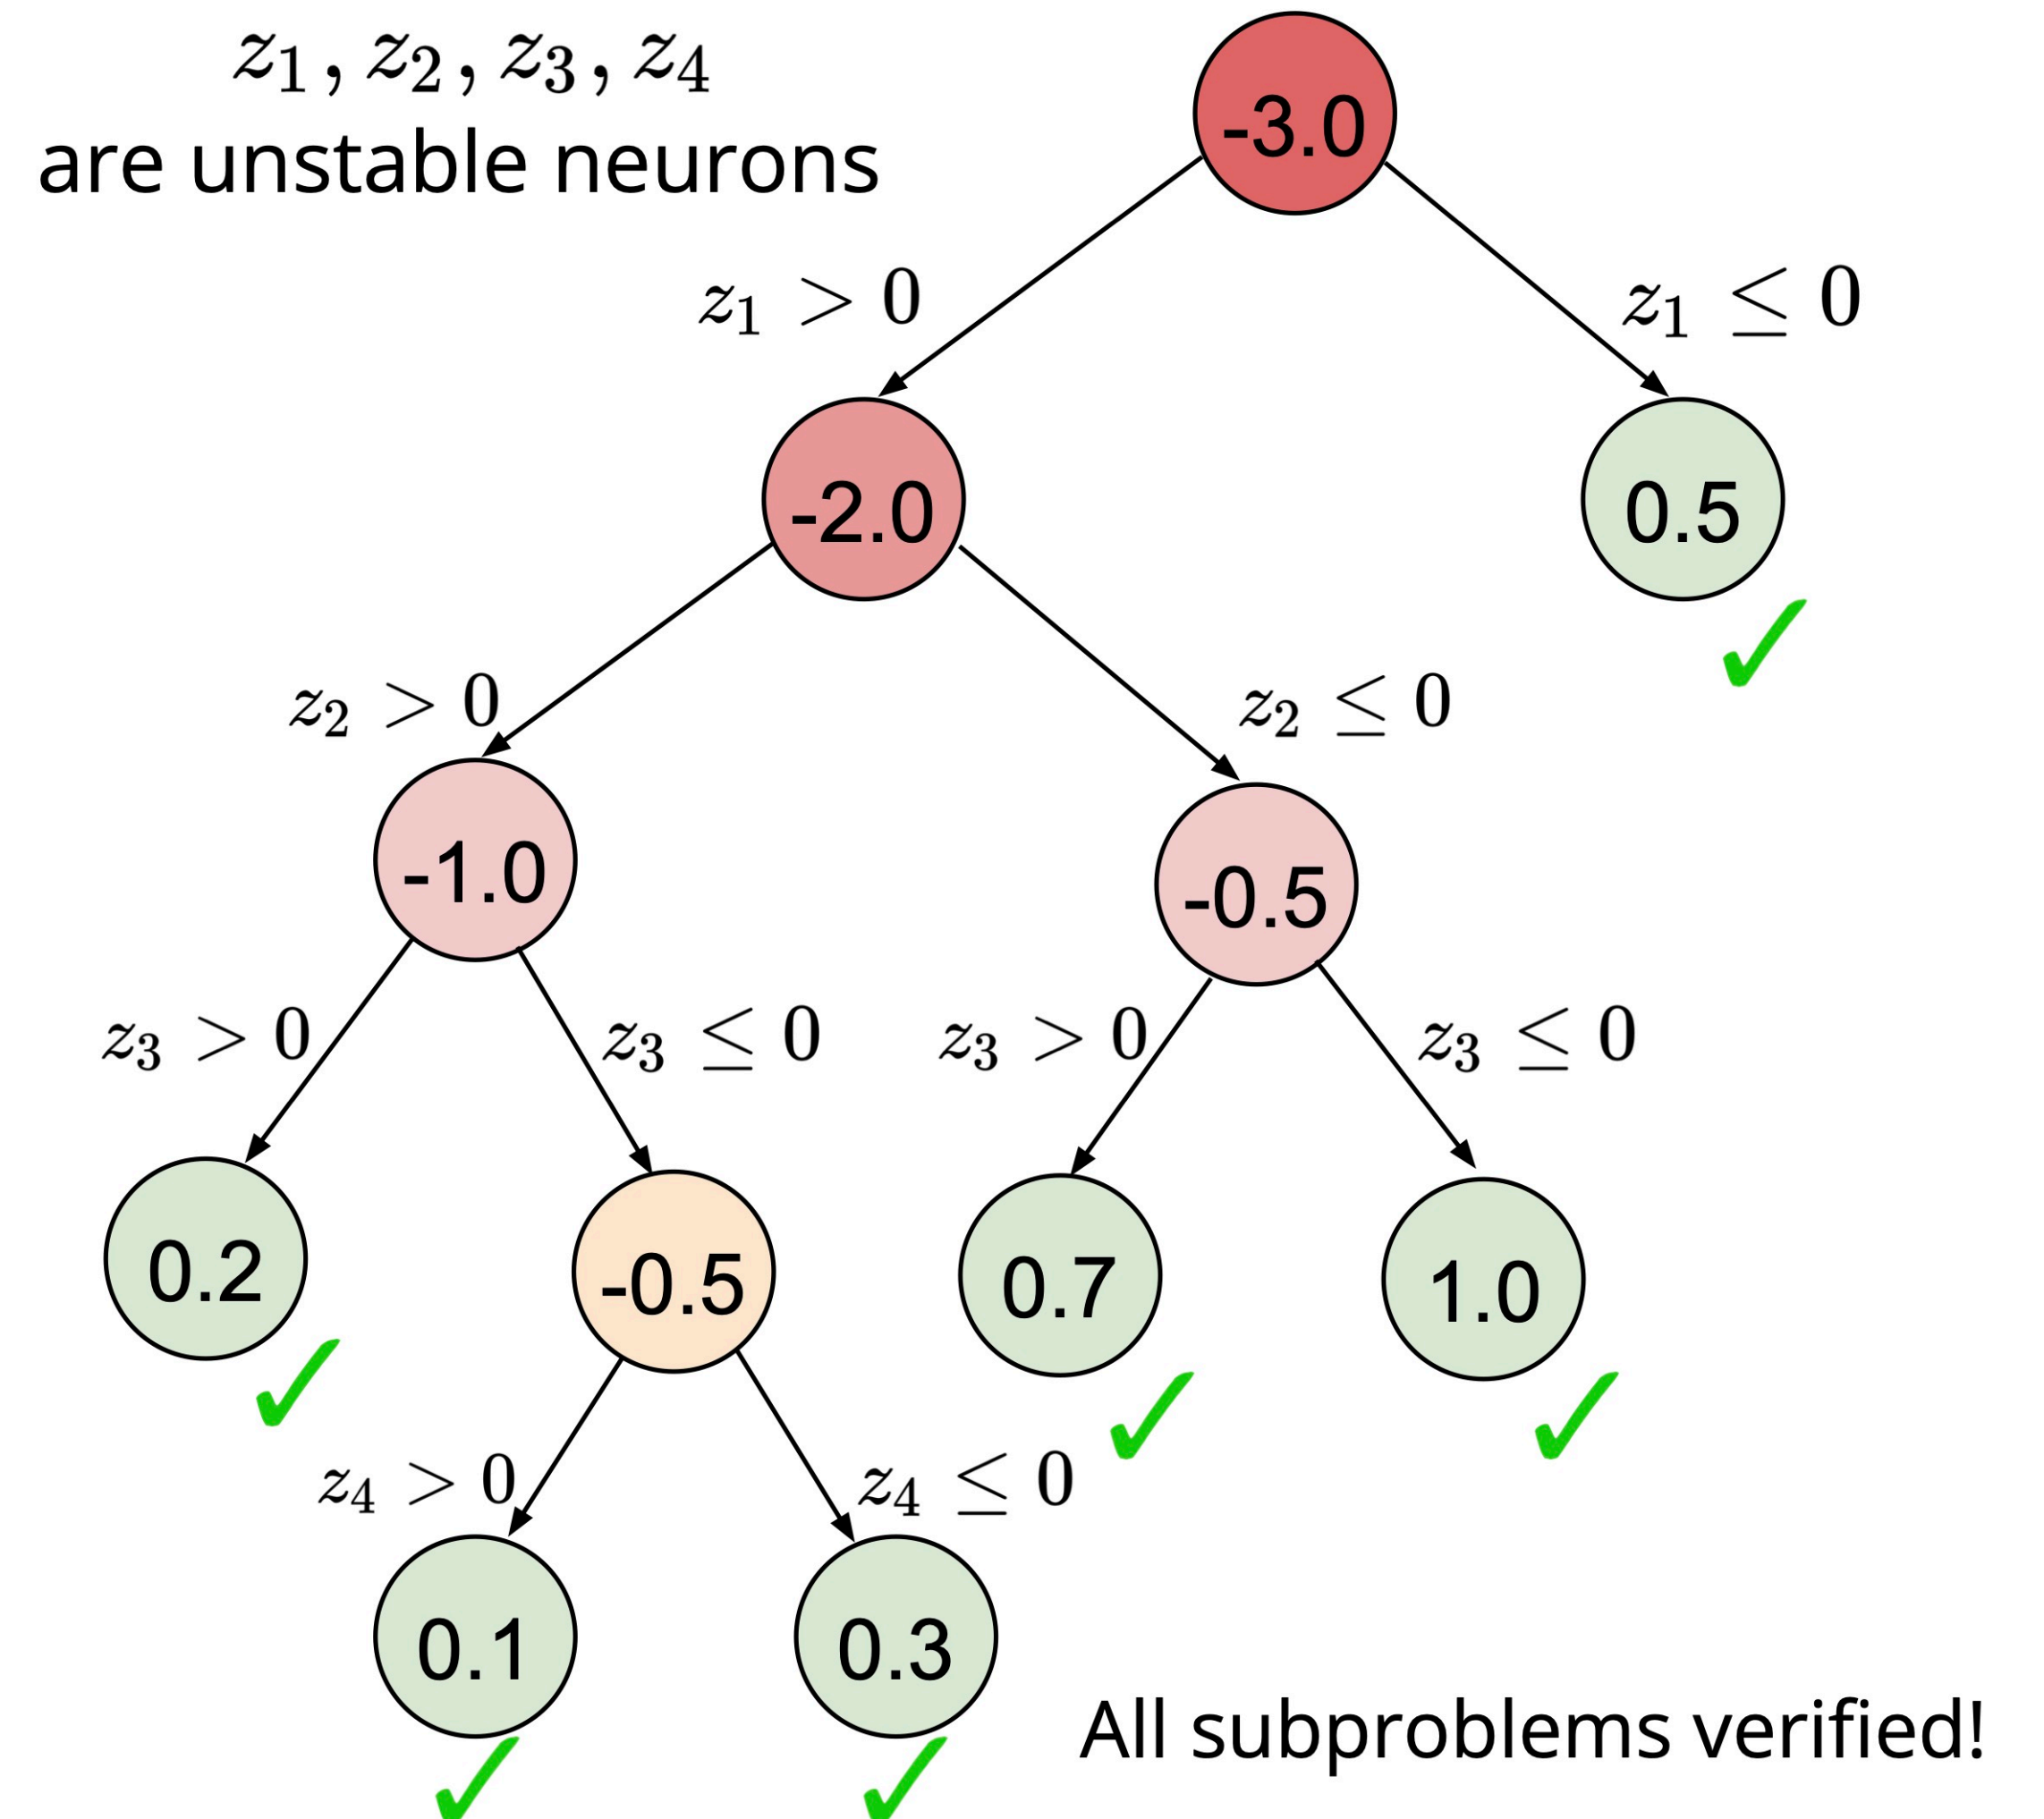 z₁, z₂, z₃, z₄
are unstable neurons
-3.0
z₁ > 0
z₁ ≤ 0
-2.0
0.5
z₂ > 0
z₂ ≤ 0
-1.0
-0.5
z₃ > 0
z₃ ≤ 0
z₃ > 0
z₃ ≤ 0
0.2
-0.5
0.7
1.0
z₄ > 0
z₄ ≤ 0
0.1
0.3
All subproblems verified!